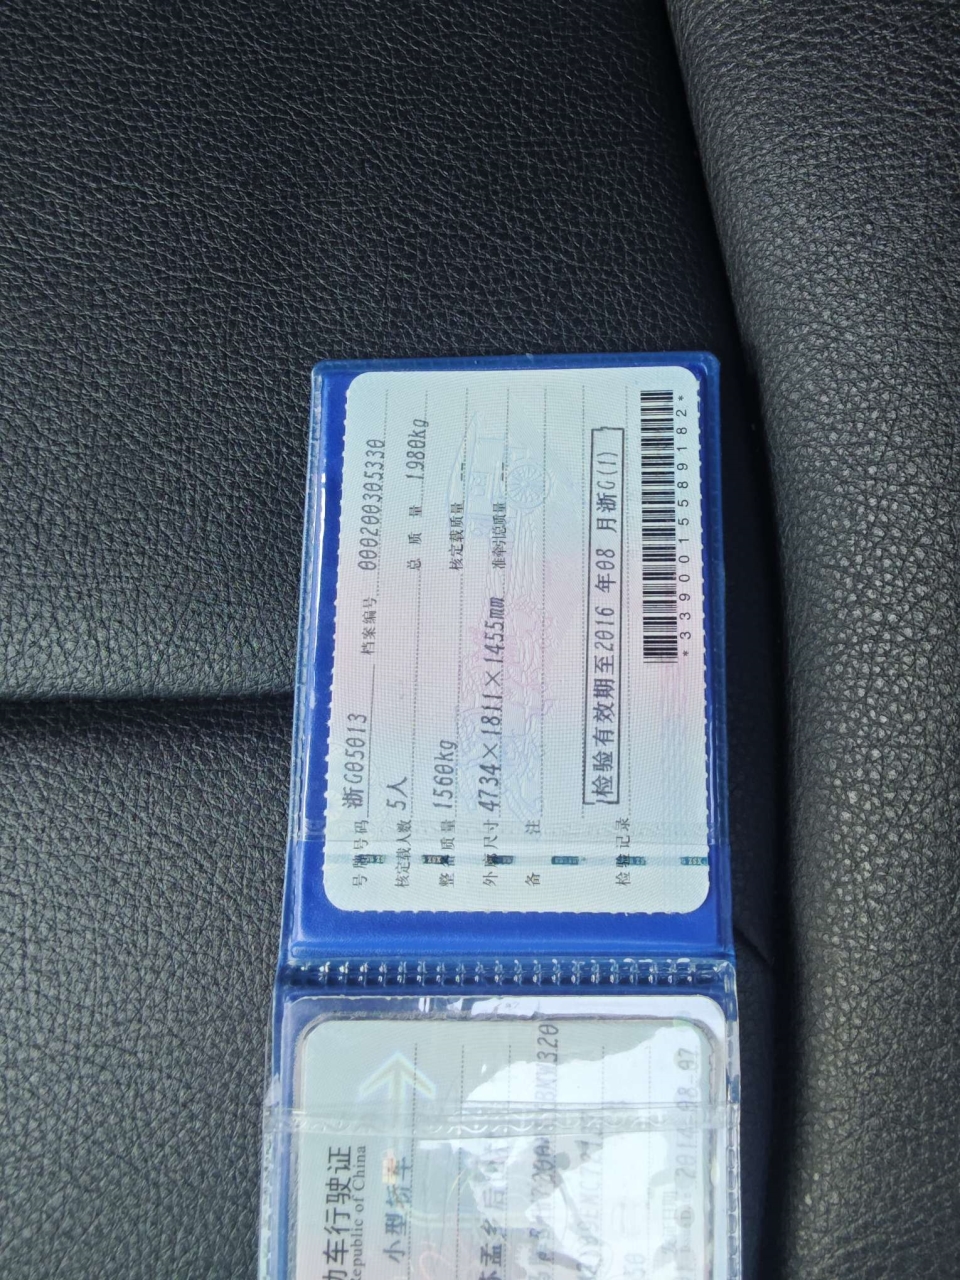 号牌号码 浙G05013 档案编号 000200305330
核定载人数 5人 总质量 1980kg
整备质量 1560kg 核定载质量 --
外廓尺寸 4734×1811×1455mm 准牵引总质量 --
备注
检验记录 检验有效期至2016年08月浙G(1)
*3390015589182*
动车行驶证
Republic of China
小型轿车